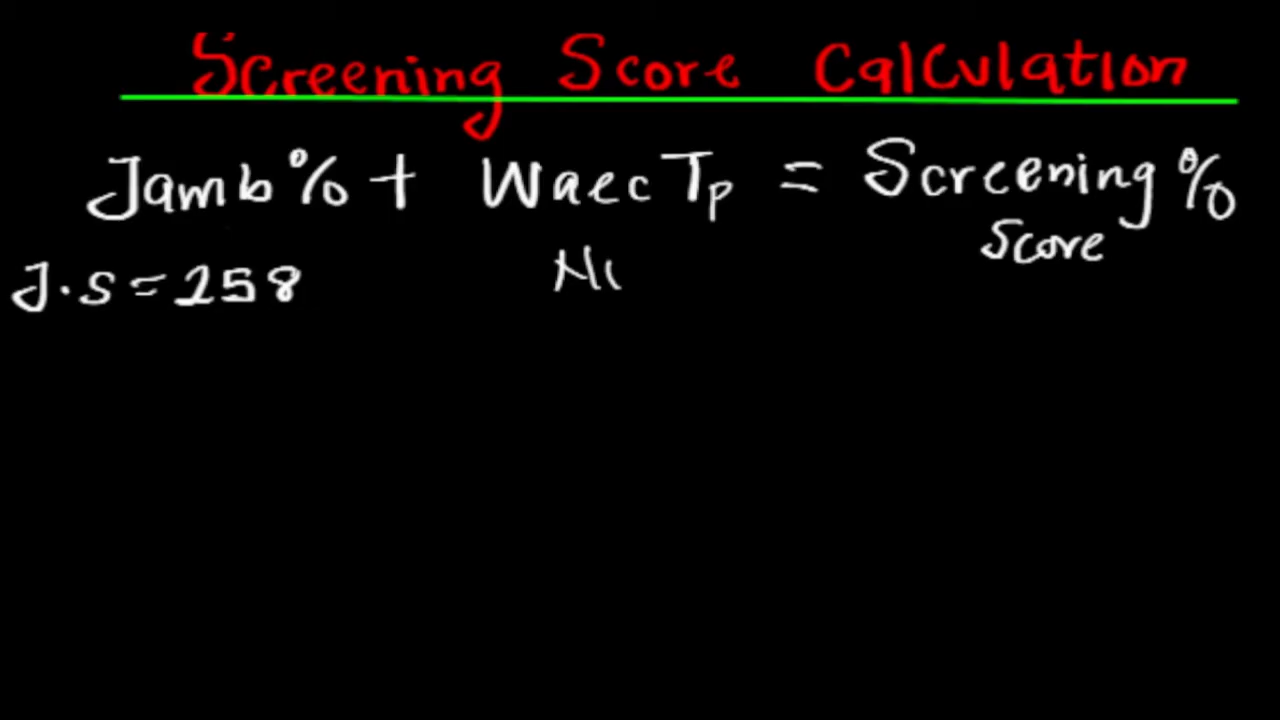 Screening Score Calculation
Jamb % + Waec Tp = Screening %
Score
J.S = 258